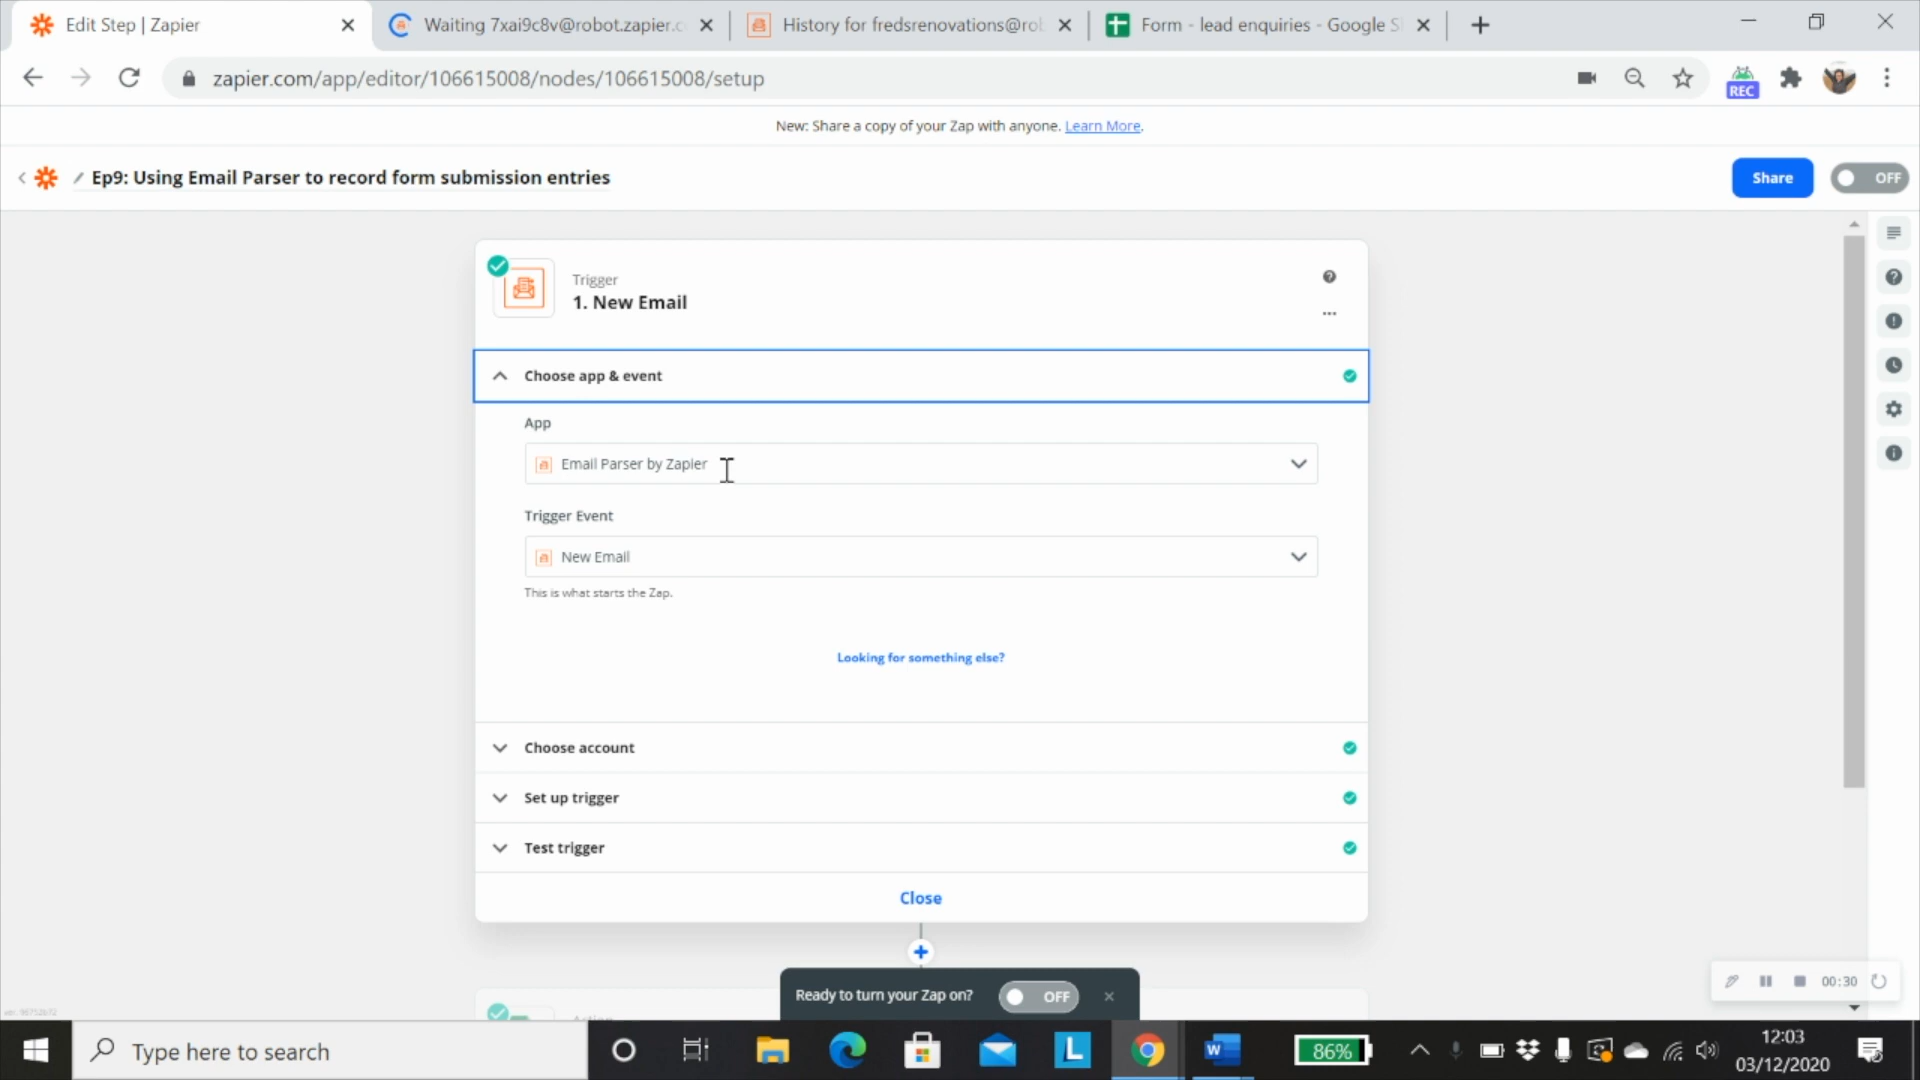 Edit Step | Zapier
Waiting 7xai9c8v@robot.zapier.c
History for fredsrenovations@rol
Form - lead enquiries - Google S
zapier.com/app/editor/106615008/nodes/106615008/setup
REC
New: Share a copy of your Zap with anyone. Learn More.
Ep9: Using Email Parser to record form submission entries
Share
OFF
Trigger
1. New Email
Choose app & event
App
Email Parser by Zapier
Trigger Event
New Email
This is what starts the Zap.
Looking for something else?
Choose account
Set up trigger
Test trigger
Close
Ready to turn your Zap on?
OFF
Action
00:30
Type here to search
L
W
86%
12:03
03/12/2020